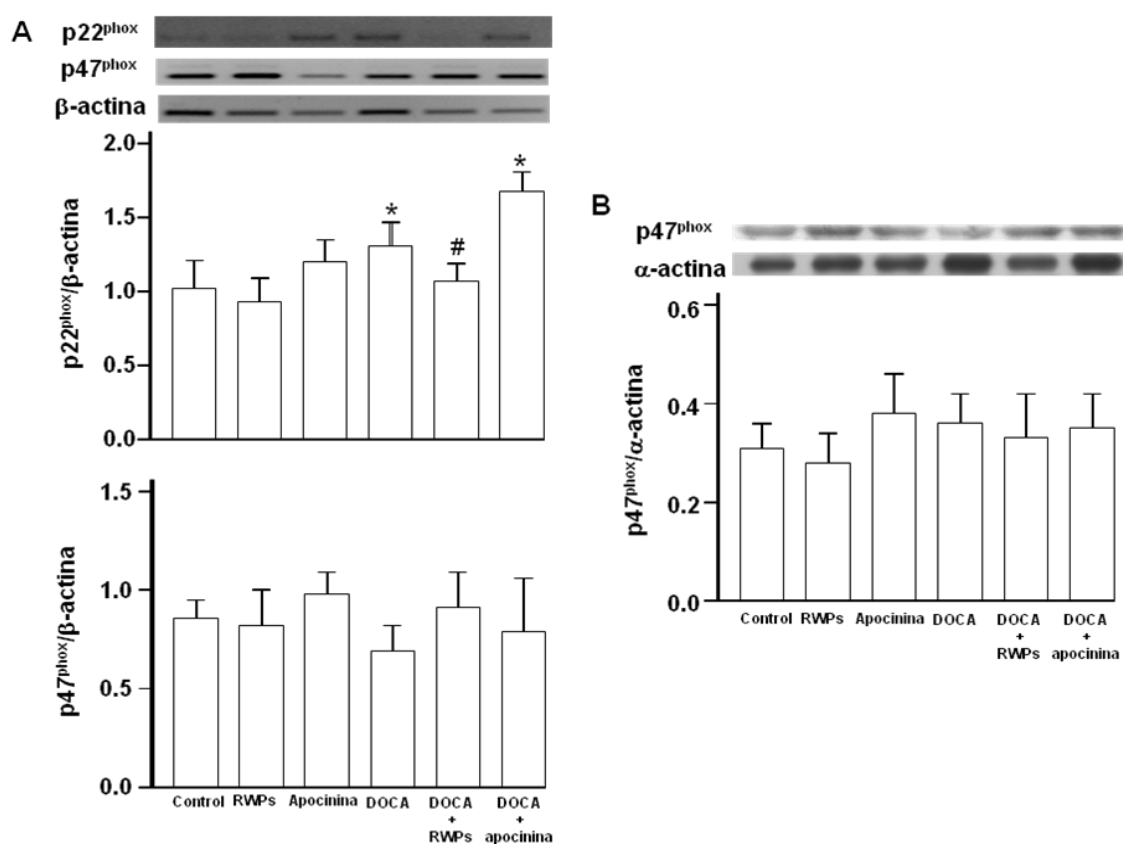 A
p22phox
p47phox
β-actina
2.0
1.5
1.0
0.5
0.0
p22phox/β-actina
*
#
*
1.5
1.0
0.5
0.0
p47phox/β-actina
Control RWPs Apocinina DOCA DOCA + RWPs DOCA + apocinina
B
p47phox
α-actina
0.6
0.4
0.2
0.0
p47phox/α-actina
Control RWPs Apocinina DOCA DOCA + RWPs DOCA + apocinina